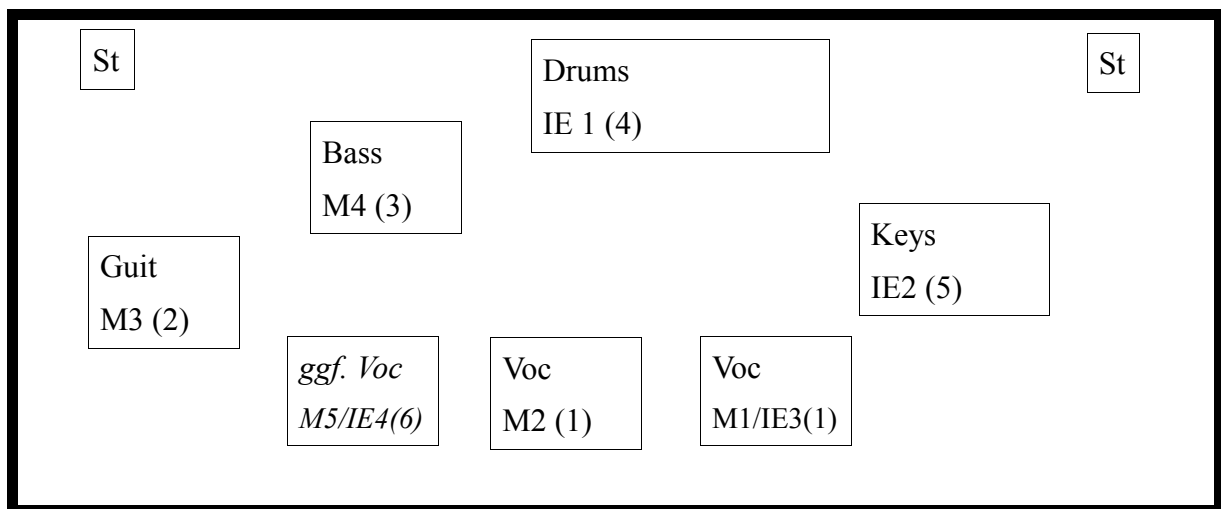 St
Drums
IE 1 (4)
St
Bass
M4 (3)
Keys
IE2 (5)
Guit
M3 (2)
ggf. Voc
M5/IE4(6)
Voc
M2 (1)
Voc
M1/IE3(1)